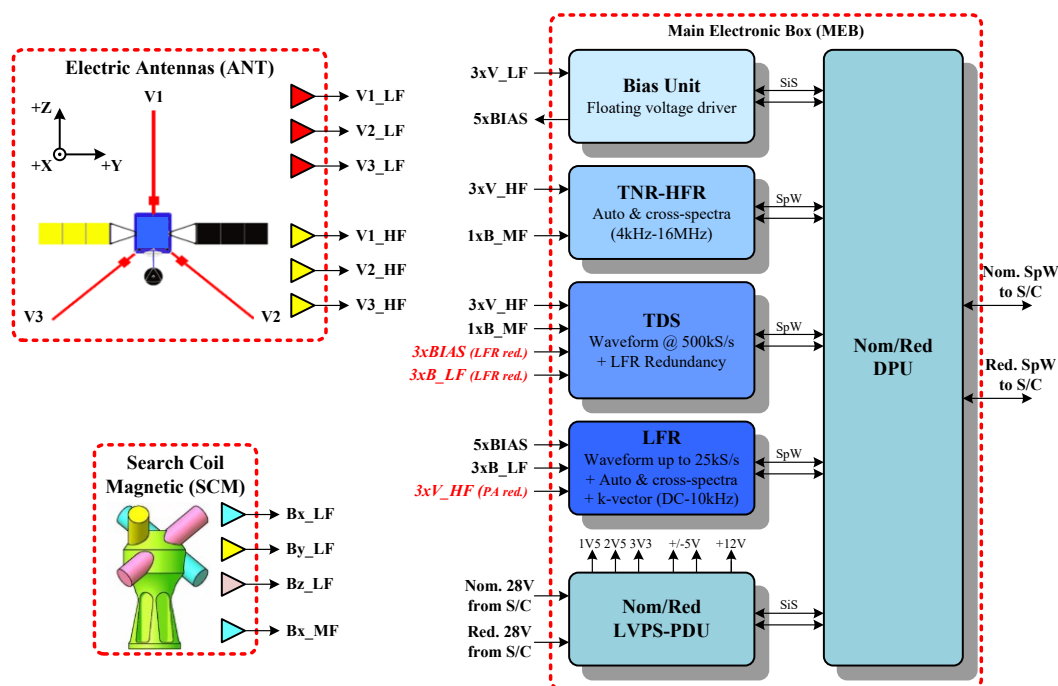 Electric Antennas (ANT)
+Z
+X
+Y
V1
V3
V2
V1_LF
V2_LF
V3_LF
V1_HF
V2_HF
V3_HF
Search Coil
Magnetic (SCM)
Bx_LF
By_LF
Bz_LF
Bx_MF
Main Electronic Box (MEB)
3xV_LF
5xBIAS
Bias Unit
Floating voltage driver
SiS
3xV_HF
1xB_MF
TNR-HFR
Auto & cross-spectra
(4kHz-16MHz)
SpW
3xV_HF
1xB_MF
3xBIAS (LFR red.)
3xB_LF (LFR red.)
TDS
Waveform @ 500kS/s
+ LFR Redundancy
SpW
5xBIAS
3xB_LF
3xV_HF (PA red.)
LFR
Waveform up to 25kS/s
+ Auto & cross-spectra
+ k-vector (DC-10kHz)
SpW
1V5 2V5 3V3 +/-5V +12V
Nom. 28V
from S/C
Red. 28V
from S/C
Nom/Red
LVPS-PDU
SiS
Nom/Red
DPU
Nom. SpW
to S/C
Red. SpW
to S/C